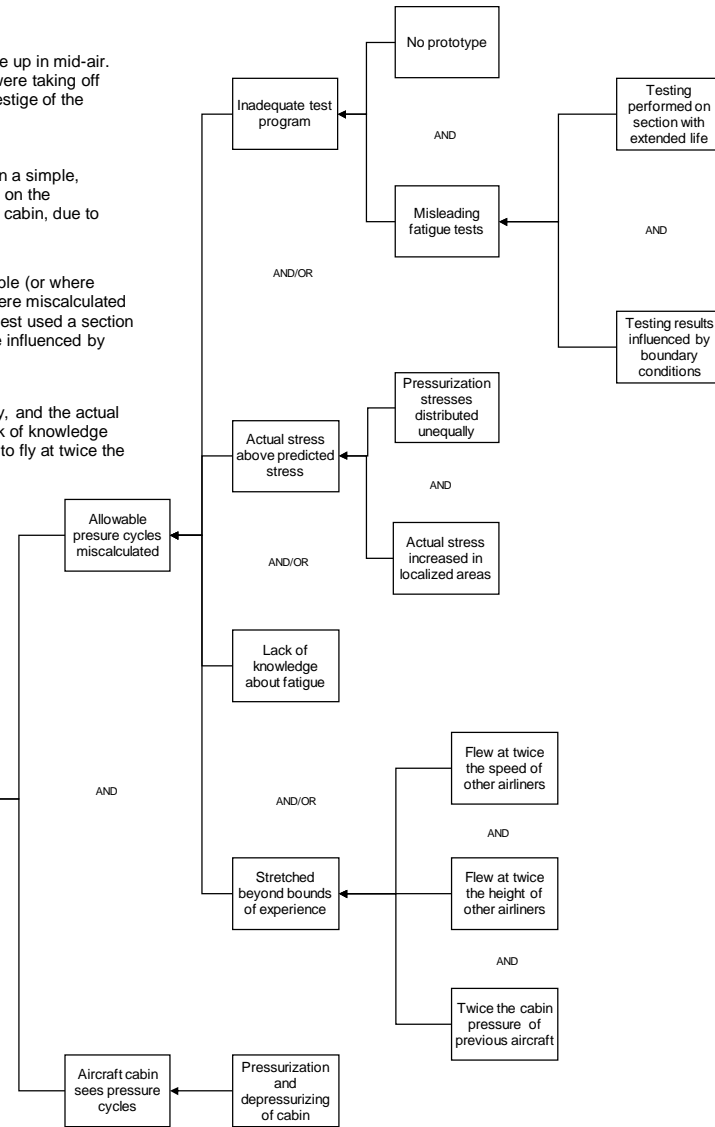 e up in mid-air.
were taking off
estige of the
n a simple,
on the
cabin, due to
ple (or where
ere miscalculated
est used a section
e influenced by
y, and the actual
k of knowledge
to fly at twice the
No prototype
Inadequate test
program
AND
Misleading
fatigue tests
Testing
performed on
section with
extended life
AND
Testing results
influenced by
boundary
conditions
AND/OR
Pressurization
stresses
distributed
unequally
Actual stress
above predicted
stress
AND
Actual stress
increased in
localized areas
Allowable
presure cycles
miscalculated
AND/OR
Lack of
knowledge
about fatigue
AND
AND/OR
Flew at twice
the speed of
other airliners
AND
Stretched
beyond bounds
of experience
Flew at twice
the height of
other airliners
AND
Twice the cabin
pressure of
previous aircraft
Aircraft cabin
sees pressure
cycles
Pressurization
and
depressurizing
of cabin